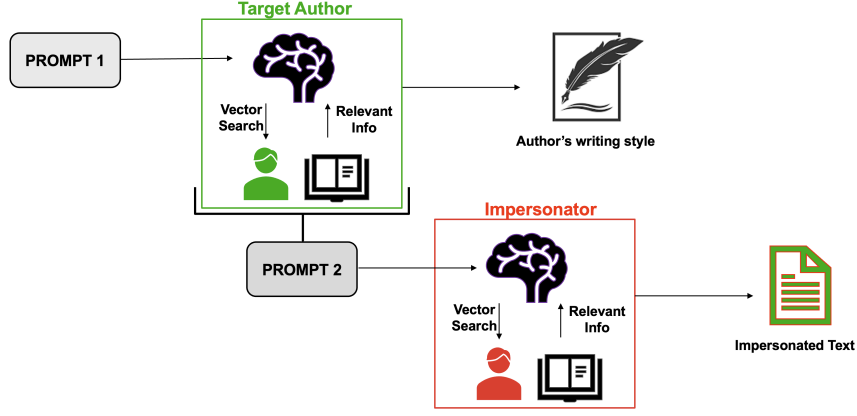 Target Author
PROMPT 1
Vector
Search
Relevant
Info
Author's writing style
Impersonator
PROMPT 2
Vector
Search
Relevant
Info
Impersonated Text